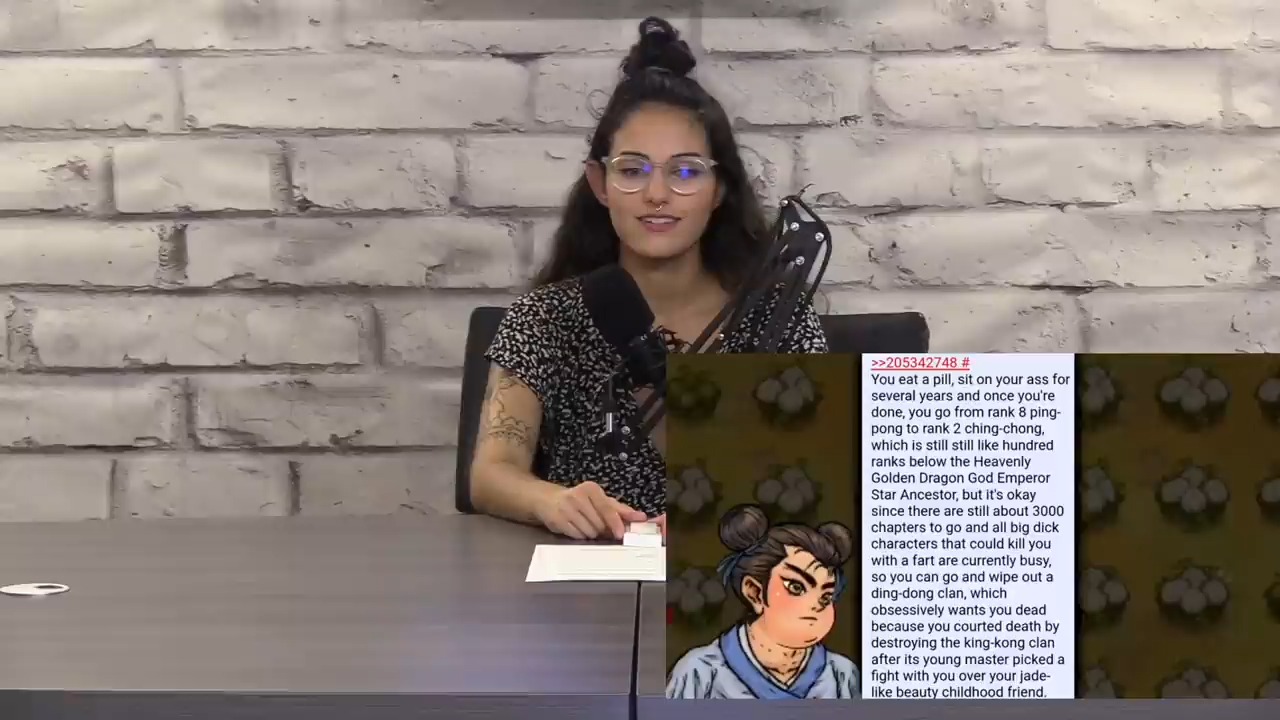 >>205342748 #
You eat a pill, sit on your ass for
several years and once you're
done, you go from rank 8 ping-
pong to rank 2 ching-chong,
which is still still like hundred
ranks below the Heavenly
Golden Dragon God Emperor
Star Ancestor, but it's okay
since there are still about 3000
chapters to go and all big dick
characters that could kill you
with a fart are currently busy,
so you can go and wipe out a
ding-dong clan, which
obsessively wants you dead
because you courted death by
destroying the king-kong clan
after its young master picked a
fight with you over your jade-
like beauty childhood friend.